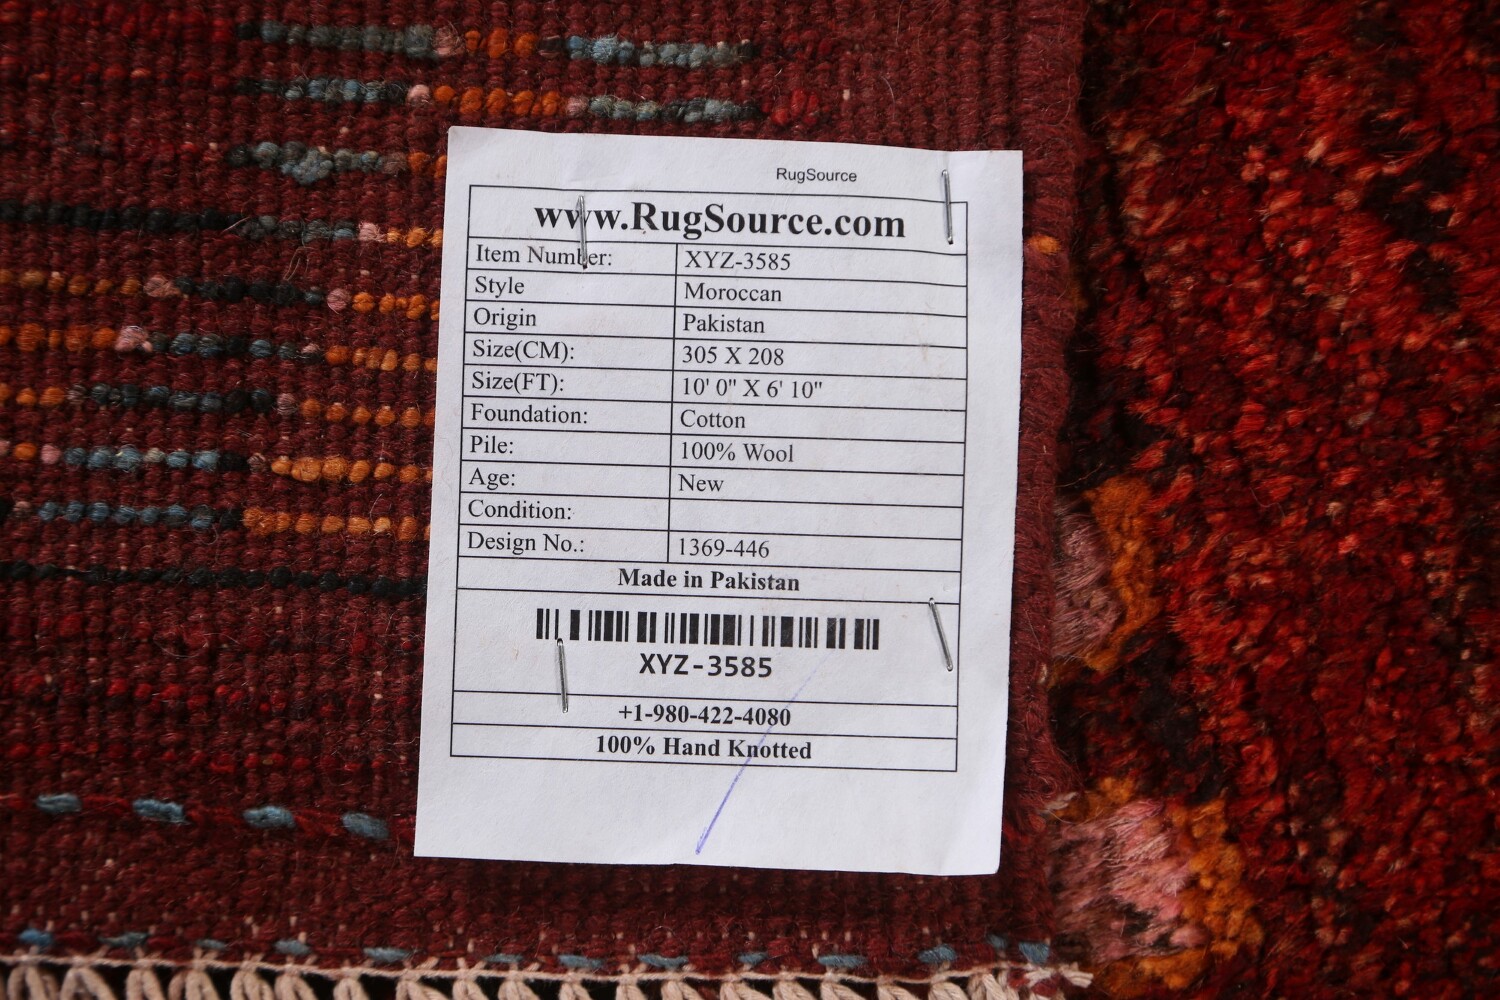 RugSource
www.RugSource.com
Item Number: XYZ-3585
Style Moroccan
Origin Pakistan
Size(CM): 305 X 208
Size(FT): 10' 0" X 6' 10"
Foundation: Cotton
Pile: 100% Wool
Age: New
Condition:
Design No.: 1369-446
Made in Pakistan
XYZ-3585
+1-980-422-4080
100% Hand Knotted